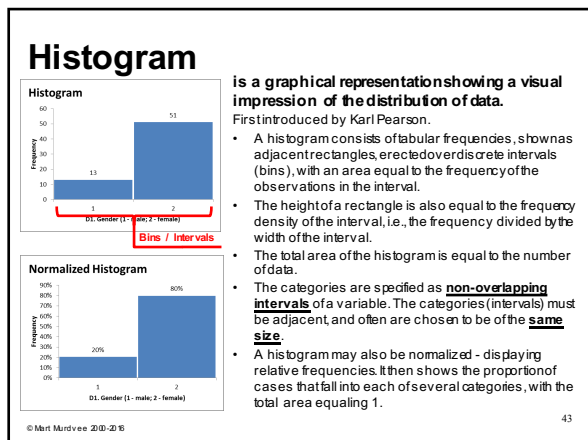 Histogram
is a graphical representation showing a visual
impression of the distribution of data.
First introduced by Karl Pearson.
• A histogram consists of tabular frequencies, shown as
adjacent rectangles, erected over discrete intervals
(bins), with an area equal to the frequency of the
observations in the interval.
• The height of a rectangle is also equal to the frequency
density of the interval, i.e., the frequency divided by the
width of the interval.
• The total area of the histogram is equal to the number
of data.
• The categories are specified as non-overlapping
intervals of a variable. The categories (intervals) must
be adjacent, and often are chosen to be of the same
size.
• A histogram may also be normalized - displaying
relative frequencies. It then shows the proportion of
cases that fall into each of several categories, with the
total area equaling 1.
Histogram
Frequency
60
50
40
30
20
10
0
13
51
1
2
D1. Gender (1 - male; 2 - female)
Bins / Intervals
Normalized Histogram
Frequency
90%
80%
70%
60%
50%
40%
30%
20%
10%
0%
20%
80%
1
2
D1. Gender (1 - male; 2 - female)
© Mart Murdvee 2000-2016
43